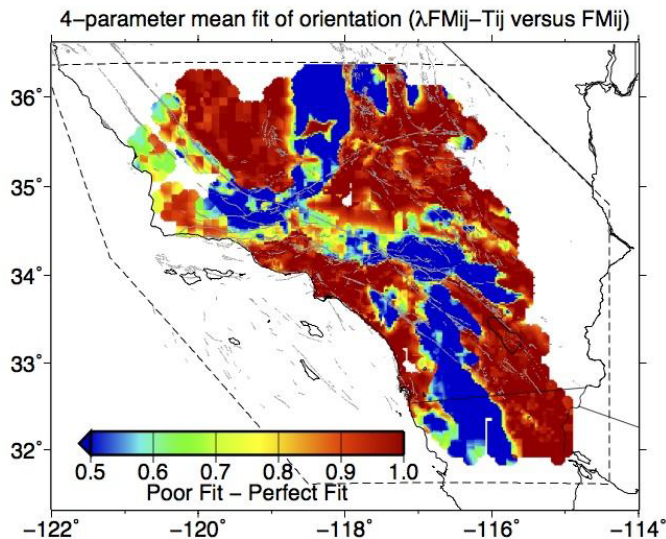 4−parameter mean fit of orientation (λFMij−Tij versus FMij)
36˚
35˚
34˚
33˚
32˚
0.5 0.6 0.7 0.8 0.9 1.0
Poor Fit − Perfect Fit
−122˚ −120˚ −118˚ −116˚ −114˚